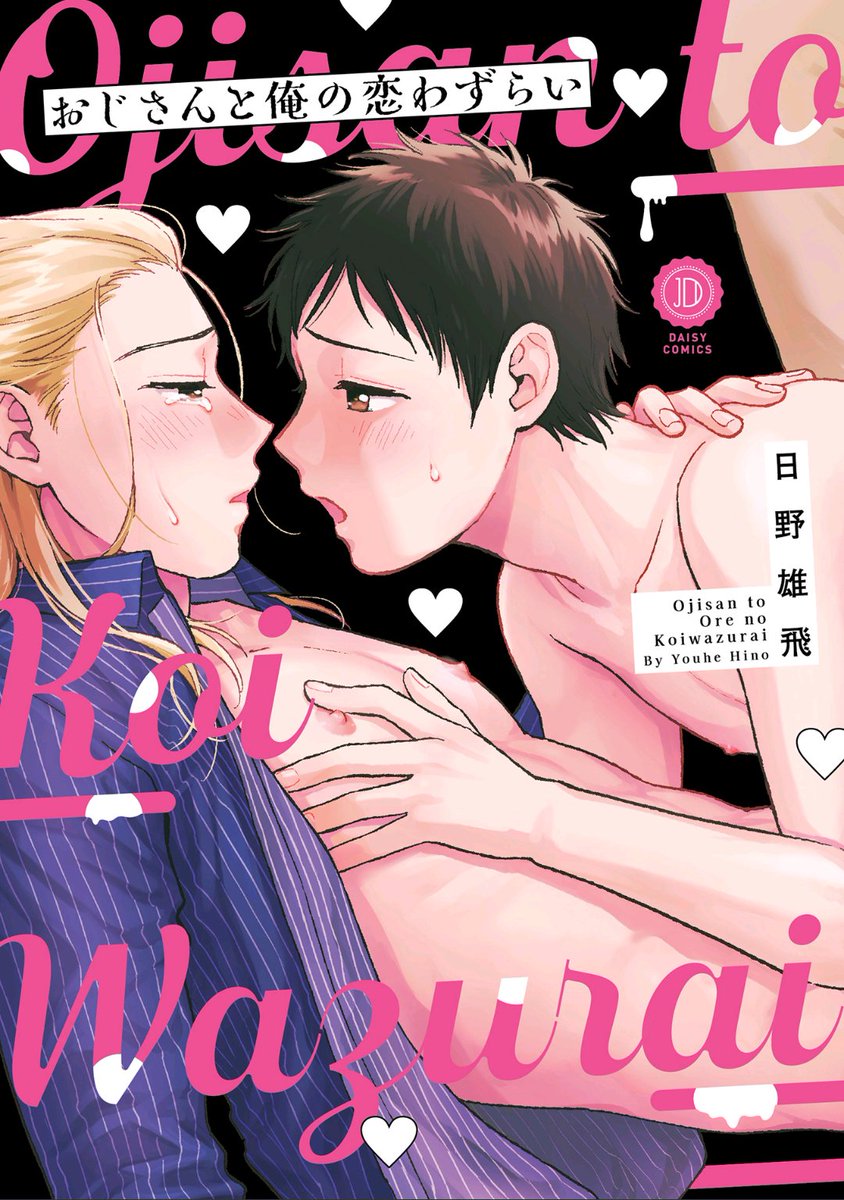 Ojisan to
おじさんと俺の恋わずらい
JD
DAISY
COMICS
日野雄飛
Ojisan to
Ore no
Koiwazurai
By Youhe Hino
Koi
Wazurai